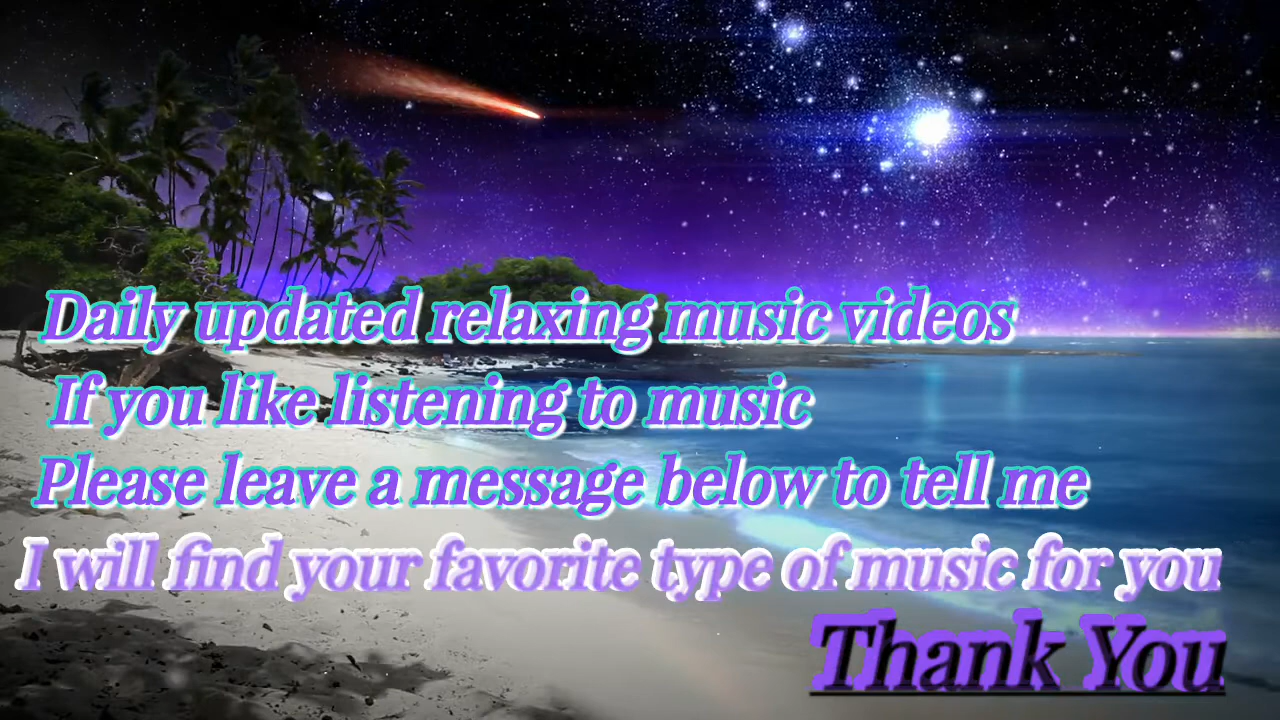 Daily updated relaxing music videos
If you like listening to music
Please leave a message below to tell me
I will find your favorite type of music for you
Thank You